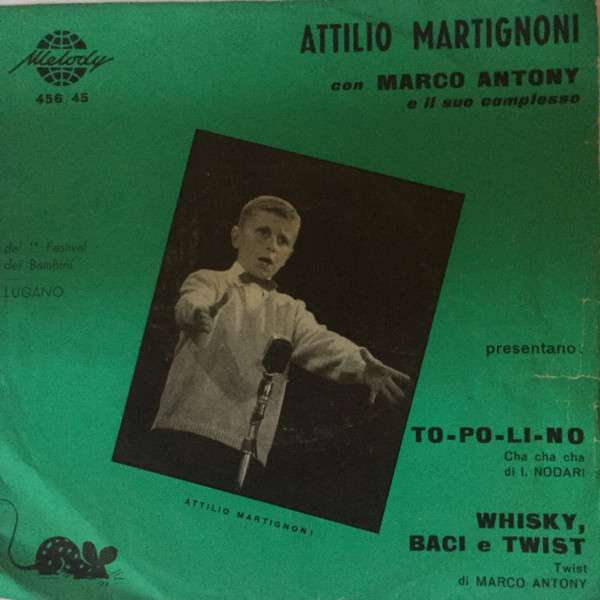 Melody
456/45
ATTILIO MARTIGNONI
con MARCO ANTONY
e il suo complesso
del 1° Festival
dei Bambini
LUGANO
presentano.
TO-PO-LI-NO
Cha cha cha
di I. NODARI
ATTILIO MARTIGNONI
WHISKY,
BACI e TWIST
Twist
di MARCO ANTONY